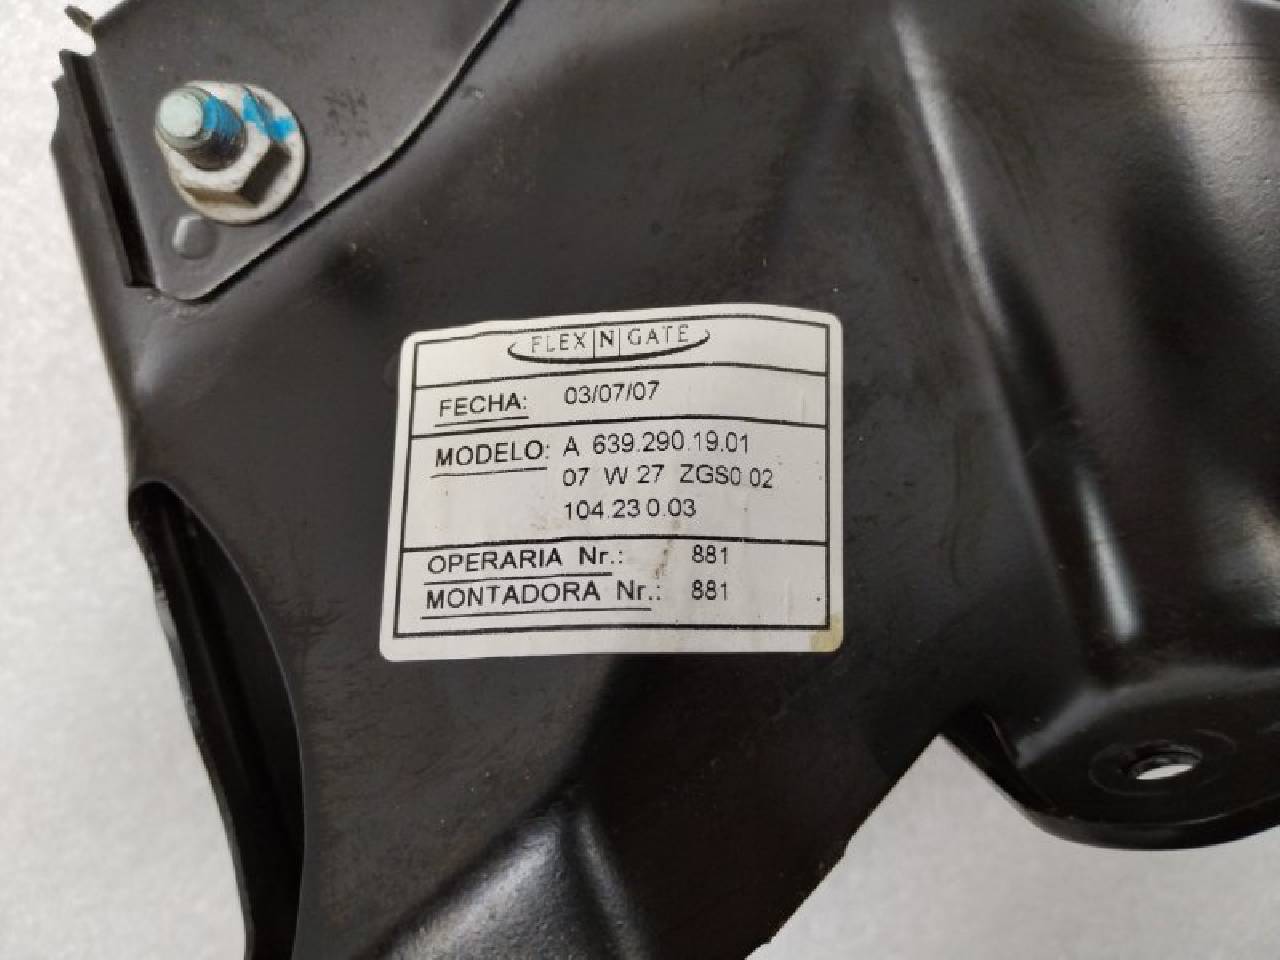 FLEX|N|GATE
FECHA: 03/07/07
MODELO: A 639.290.19.01
07 W 27 ZGS0 02
104.23 0.03
OPERARIA Nr.: 881
MONTADORA Nr.: 881